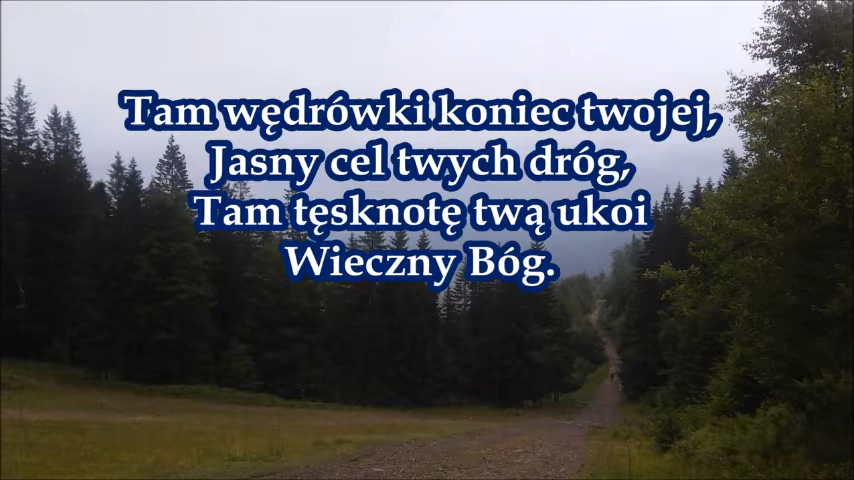 Tam wędrówki koniec twojej,
Jasny cel twych dróg,
Tam tęsknotę twą ukoi
Wieczny Bóg.